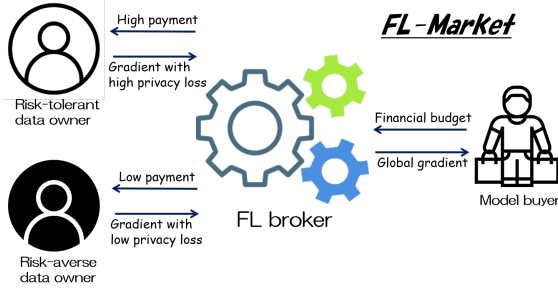 FL-Market
High payment
Gradient with
high privacy loss
Risk-tolerant
data owner
Financial budget
Global gradient
Model buyer
Low payment
Gradient with
low privacy loss
FL broker
Risk-averse
data owner